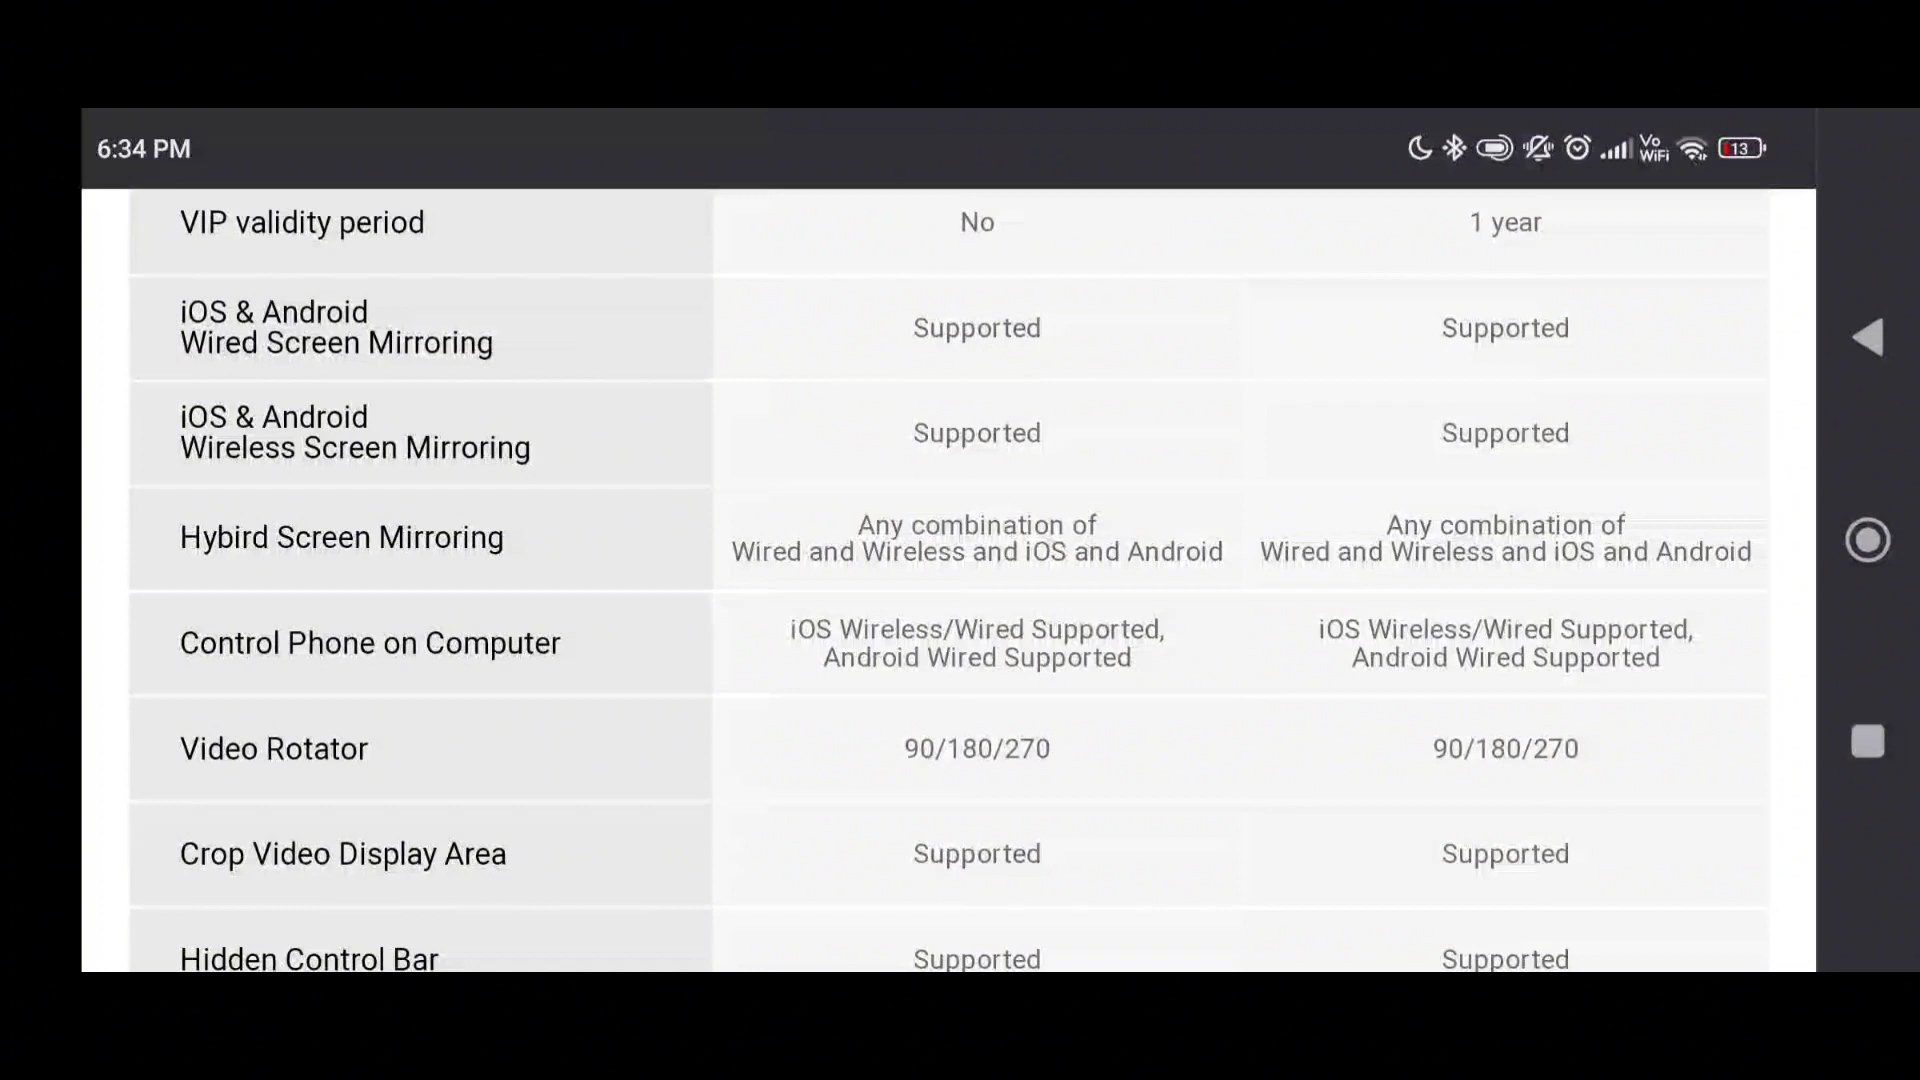 6:34 PM
Vo
WiFi
13
VIP validity period No 1 year
iOS & Android
Wired Screen Mirroring
Supported Supported
iOS & Android
Wireless Screen Mirroring
Supported Supported
Hybird Screen Mirroring
Any combination of
Wired and Wireless and iOS and Android
Any combination of
Wired and Wireless and iOS and Android
Control Phone on Computer
iOS Wireless/Wired Supported,
Android Wired Supported
iOS Wireless/Wired Supported,
Android Wired Supported
Video Rotator 90/180/270 90/180/270
Crop Video Display Area Supported Supported
Hidden Control Bar Supported Supported